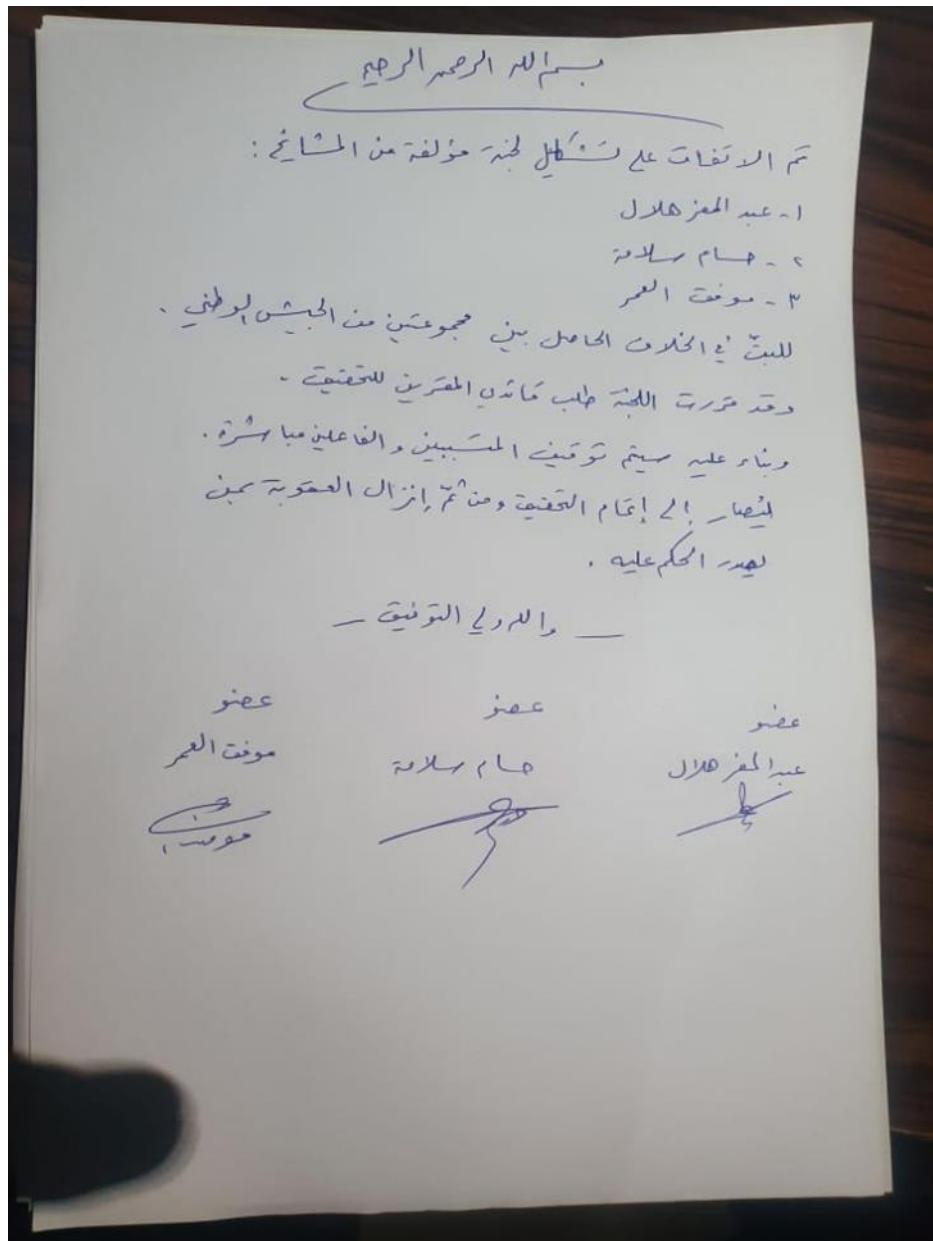 بسم الله الرحمن الرحيم
تم الاتفاق على تشكيل لجنة مؤلفة من المشايخ :
١- عبد المعز هلال
٢- حسام سلامة
٣- موفق العمر
للبتّ في الخلاف الحاصل بين مجموعتين من الجيش الوطني .
وقد قررت اللجنة طلب قائدي المقرين للتحقيق -
وبناء عليه سيتم توقيف المتسببين والفاعلين مباشرة .
ليُصار إلى إتمام التحقيق ومن ثمّ إنزال العقوبة بمن
يصدر الحكم عليه .
– والله ولي التوفيق –
عضو عضو عضو
عبد المعز هلال حسام سلامة موفق العمر